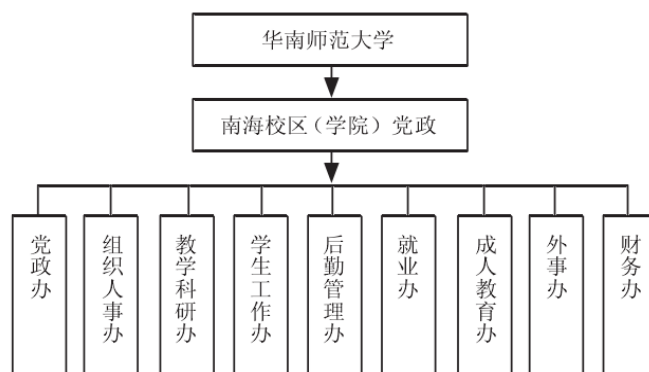 华南师范大学
南海校区(学院)党政
党政办
组织人事办
教学科研办
学生工作办
后勤管理办
就业办
成人教育办
外事办
财务办